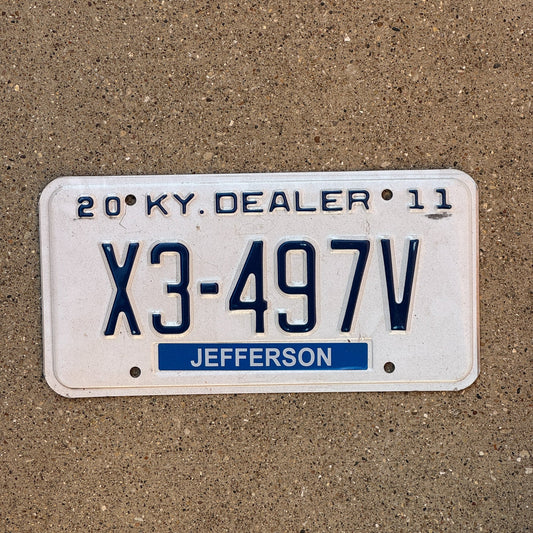 20 KY. DEALER 11
X3-497V
JEFFERSON